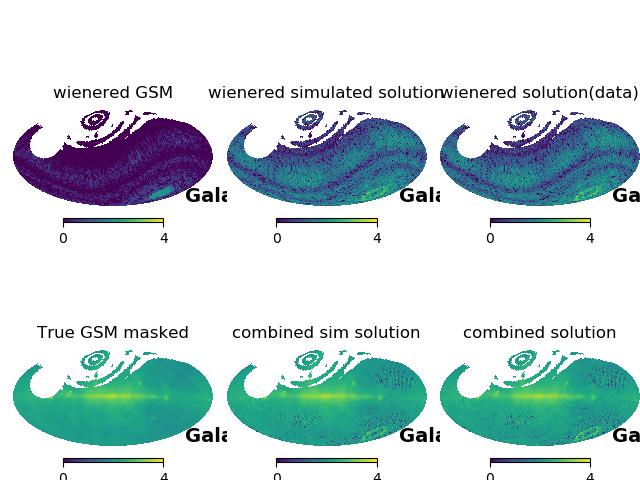 wienered GSM
wienered simulated solution
wienered solution(data)
Gala
Gala
Ga
0 4
0 4
0 4
True GSM masked
combined sim solution
combined solution
Gala
Gala
Ga
0 4
0 4
0 4